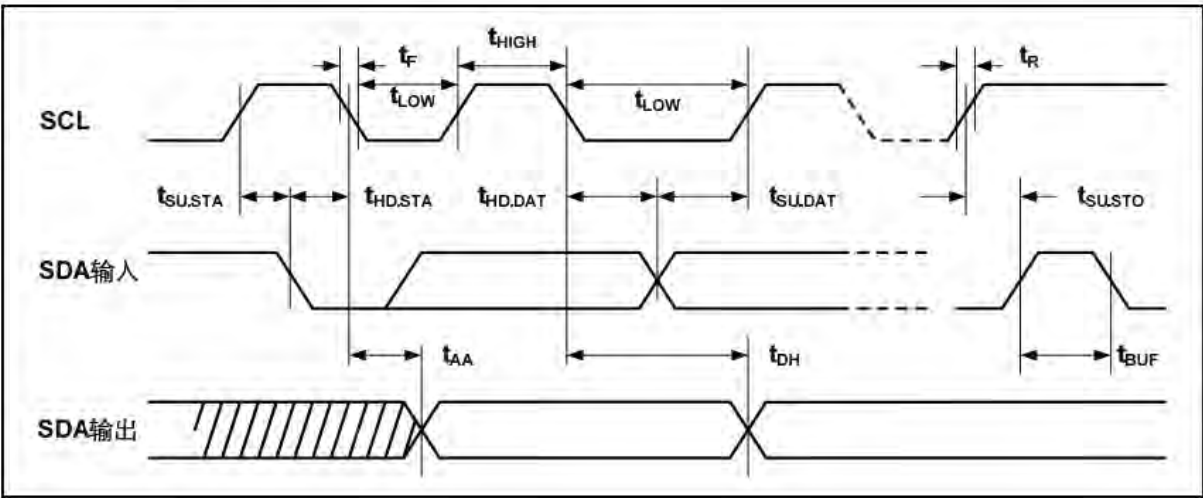 tF
tHIGH
tR
tLOW
tLOW
SCL
tSU.STA
tHD.STA
tHD.DAT
tSU.DAT
tSU.STO
SDA输入
tAA
tDH
tBUF
SDA输出